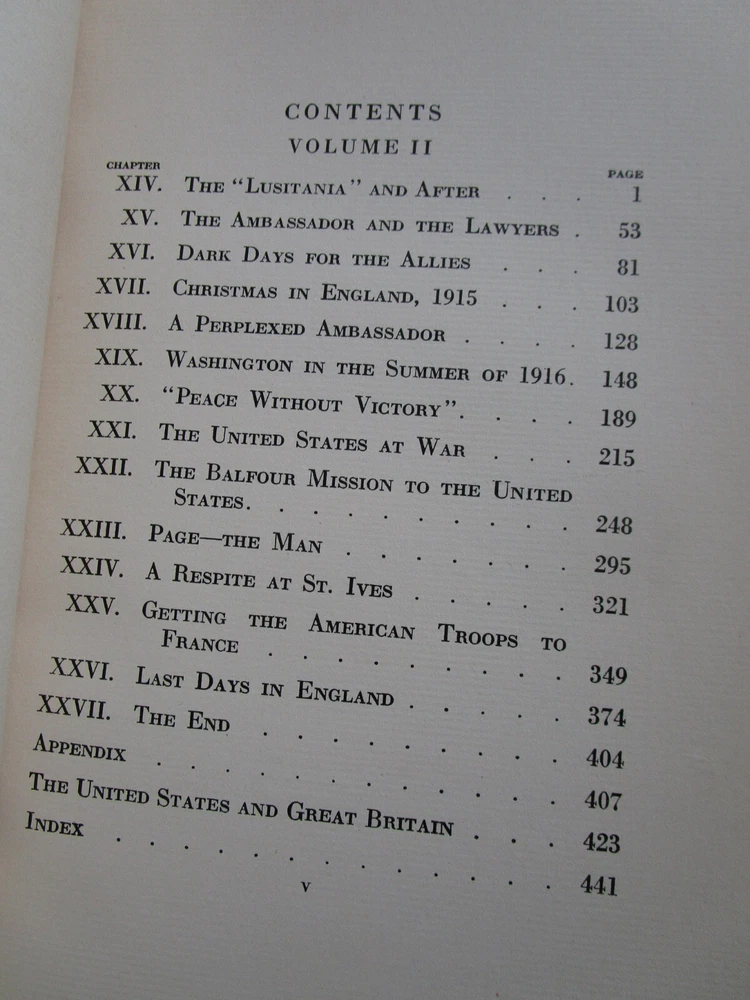 CONTENTS
VOLUME II
CHAPTER PAGE
XIV. THE "LUSITANIA" AND AFTER . . . 1
XV. THE AMBASSADOR AND THE LAWYERS . 53
XVI. DARK DAYS FOR THE ALLIES . . . 81
XVII. CHRISTMAS IN ENGLAND, 1915 . . . 103
XVIII. A PERPLEXED AMBASSADOR . . . . 128
XIX. WASHINGTON IN THE SUMMER OF 1916. 148
XX. "PEACE WITHOUT VICTORY". . . . 189
XXI. THE UNITED STATES AT WAR . . . 215
XXII. THE BALFOUR MISSION TO THE UNITED
STATES. . . . . . . . . . 248
XXIII. PAGE—THE MAN . . . . . . 295
XXIV. A RESPITE AT ST. IVES . . . . . 321
XXV. GETTING THE AMERICAN TROOPS TO
FRANCE . . . . . . . . . 349
XXVI. LAST DAYS IN ENGLAND . . . . . 374
XXVII. THE END . . . . . . . . . 404
APPENDIX . . . . . . . . . . . . 407
THE UNITED STATES AND GREAT BRITAIN . . . 423
INDEX . . . . . . . . . . . . . 441
v